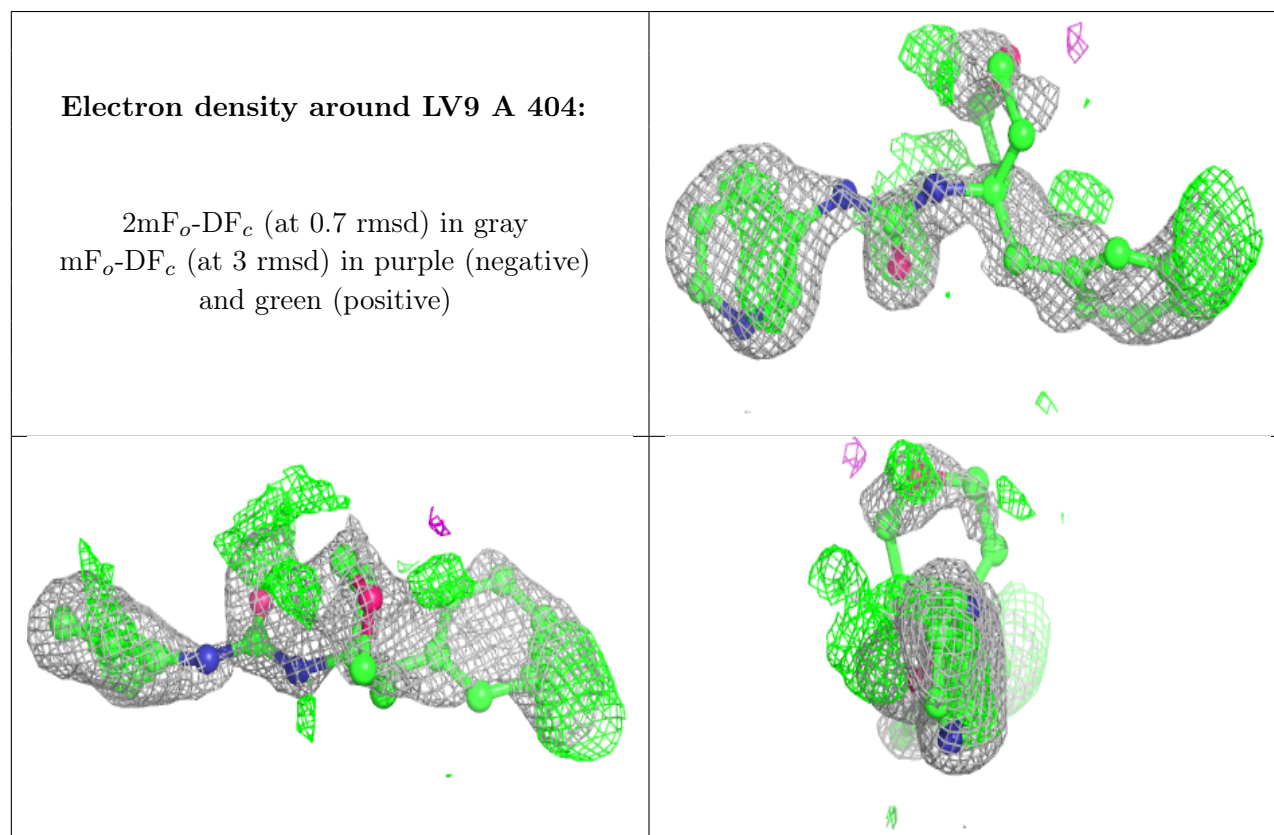 Electron density around LV9 A 404:
2mFₒ-DF𝒸 (at 0.7 rmsd) in gray
mFₒ-DF𝒸 (at 3 rmsd) in purple (negative)
and green (positive)